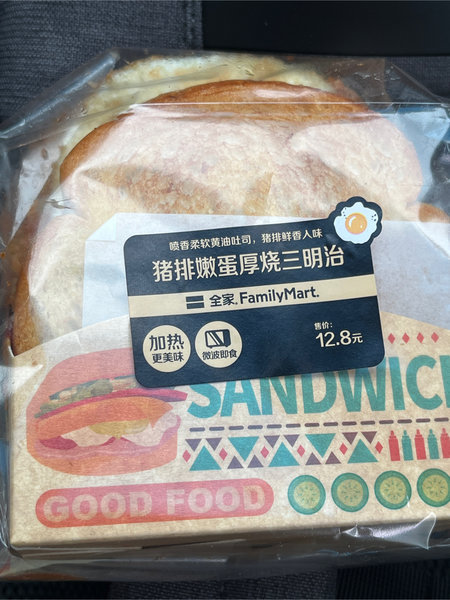 喷香柔软黄油吐司，猪排鲜香入味
猪排嫩蛋厚烧三明治
全家 FamilyMart
加热
更美味
微波即食
售价：
12.8元
SANDWIC
GOOD FOOD